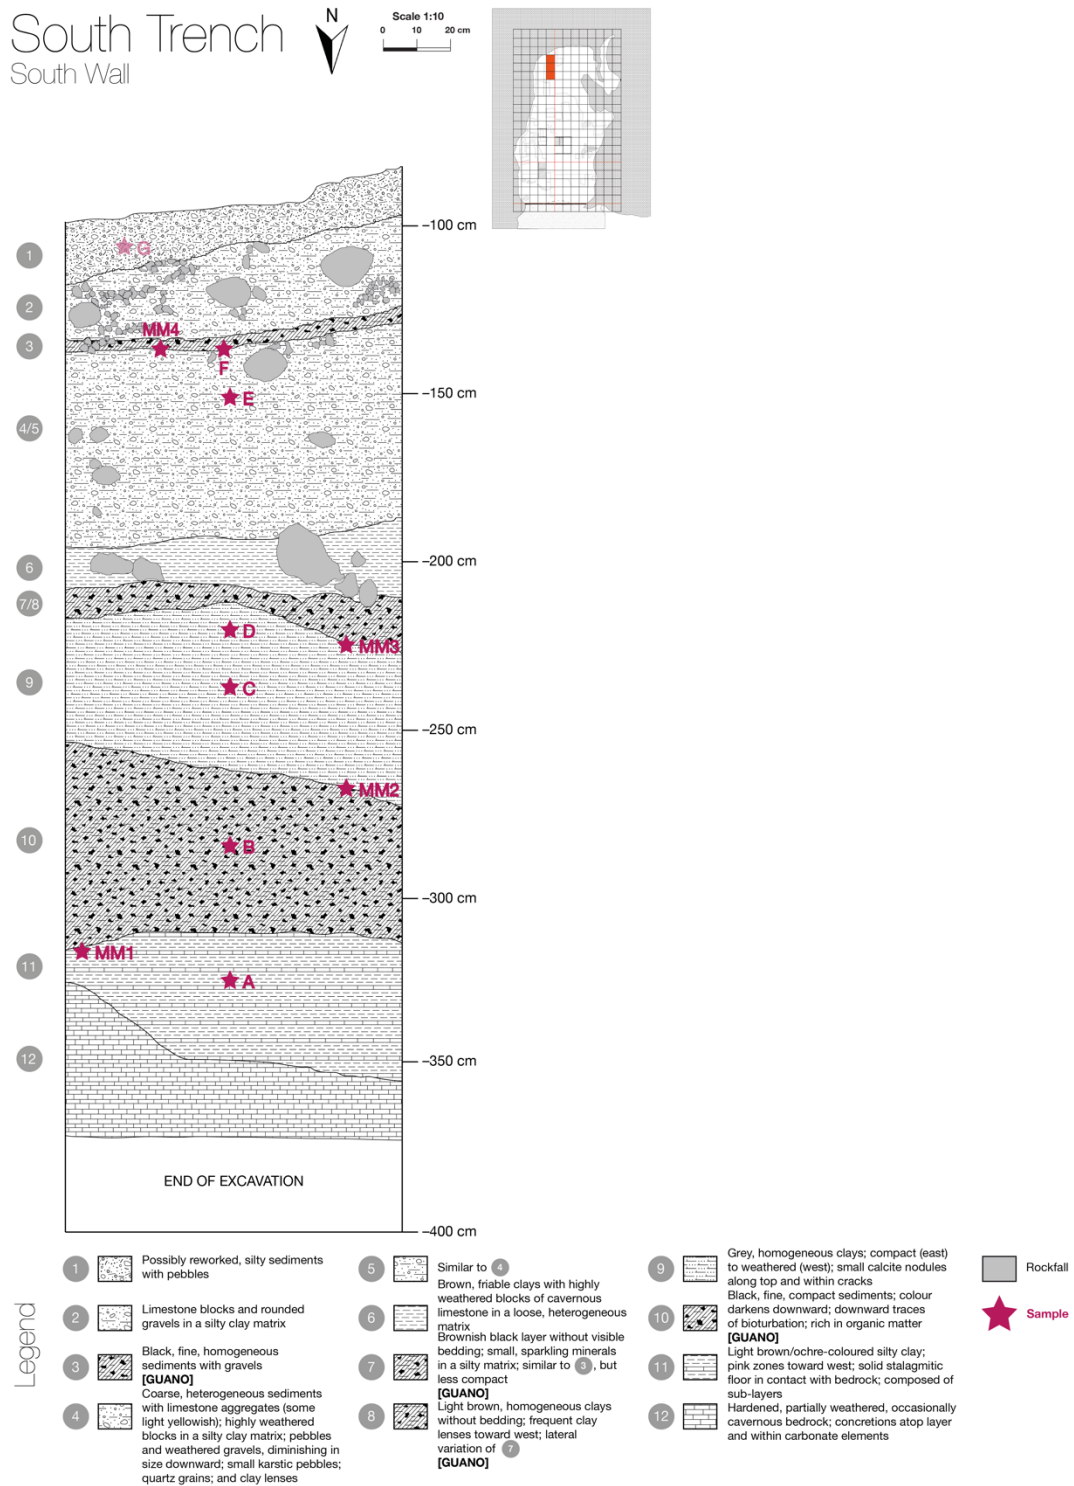 South Trench
South Wall
N
Scale 1:10
0 10 20 cm
–100 cm
G
1
2
MM4
3
F
–150 cm
E
4/5
–200 cm
6
7/8
D
MM3
9
C
–250 cm
MM2
10
B
–300 cm
MM1
11
A
12
–350 cm
END OF EXCAVATION
–400 cm
Legend
1
Possibly reworked, silty sediments
with pebbles
2
Limestone blocks and rounded
gravels in a silty clay matrix
3
Black, fine, homogeneous
sediments with gravels
[GUANO]
4
Coarse, heterogeneous sediments
with limestone aggregates (some
light yellowish); highly weathered
blocks in a silty clay matrix; pebbles
and weathered gravels, diminishing in
size downward; small karstic pebbles;
quartz grains; and clay lenses
5
Similar to 4
6
Brown, friable clays with highly
weathered blocks of cavernous
limestone in a loose, heterogeneous
matrix
7
Brownish black layer without visible
bedding; small, sparkling minerals
in a silty matrix; similar to 3, but
less compact
[GUANO]
8
Light brown, homogeneous clays
without bedding; frequent clay
lenses toward west; lateral
variation of 7
[GUANO]
9
Grey, homogeneous clays; compact (east)
to weathered (west); small calcite nodules
along top and within cracks
10
Black, fine, compact sediments; colour
darkens downward; downward traces
of bioturbation; rich in organic matter
[GUANO]
11
Light brown/ochre-coloured silty clay;
pink zones toward west; solid stalagmitic
floor in contact with bedrock; composed of
sub-layers
12
Hardened, partially weathered, occasionally
cavernous bedrock; concretions atop layer
and within carbonate elements
Rockfall
Sample